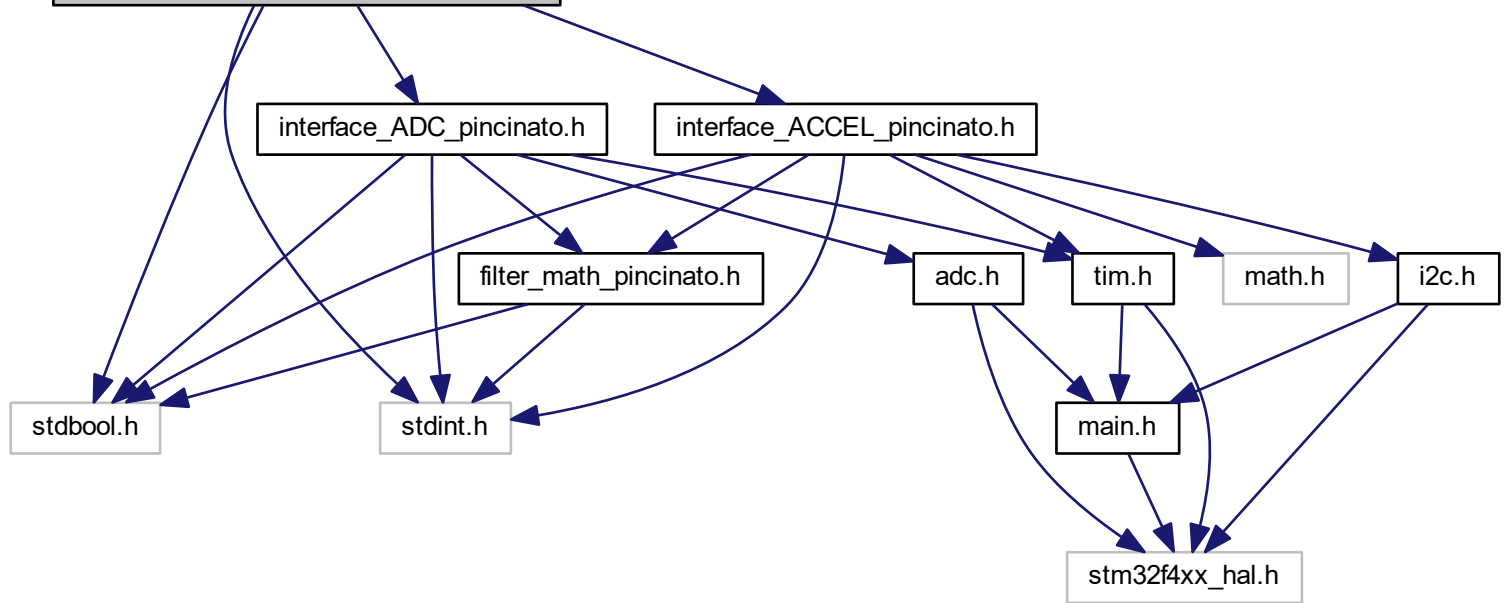 interface_ADC_pincinato.h
interface_ACCEL_pincinato.h
filter_math_pincinato.h
adc.h
tim.h
math.h
i2c.h
stdbool.h
stdint.h
main.h
stm32f4xx_hal.h